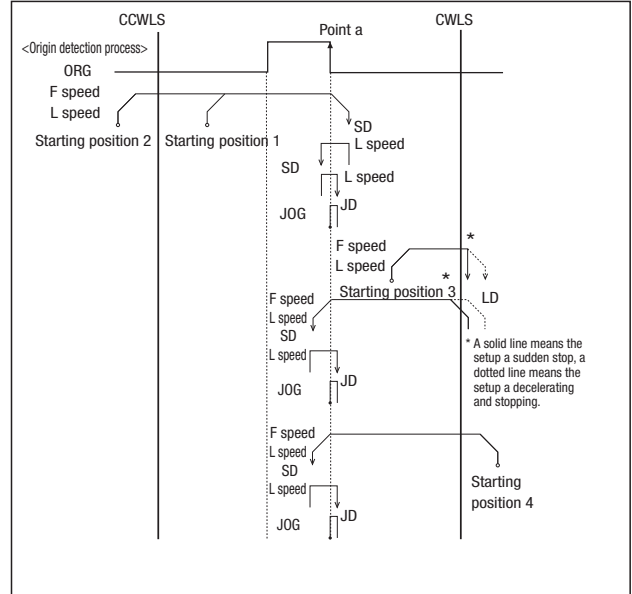 CCWLS
CWLS
Point a
<Origin detection process>
ORG
F speed
L speed
Starting position 2
Starting position 1
SD
L speed
SD
L speed
JOG
JD
F speed
L speed
*
Starting position 3
*
LD
F speed
L speed
SD
L speed
JOG
JD
* A solid line means the
setup a sudden stop, a
dotted line means the
setup a decelerating
and stopping.
F speed
L speed
SD
L speed
JOG
JD
Starting
position 4